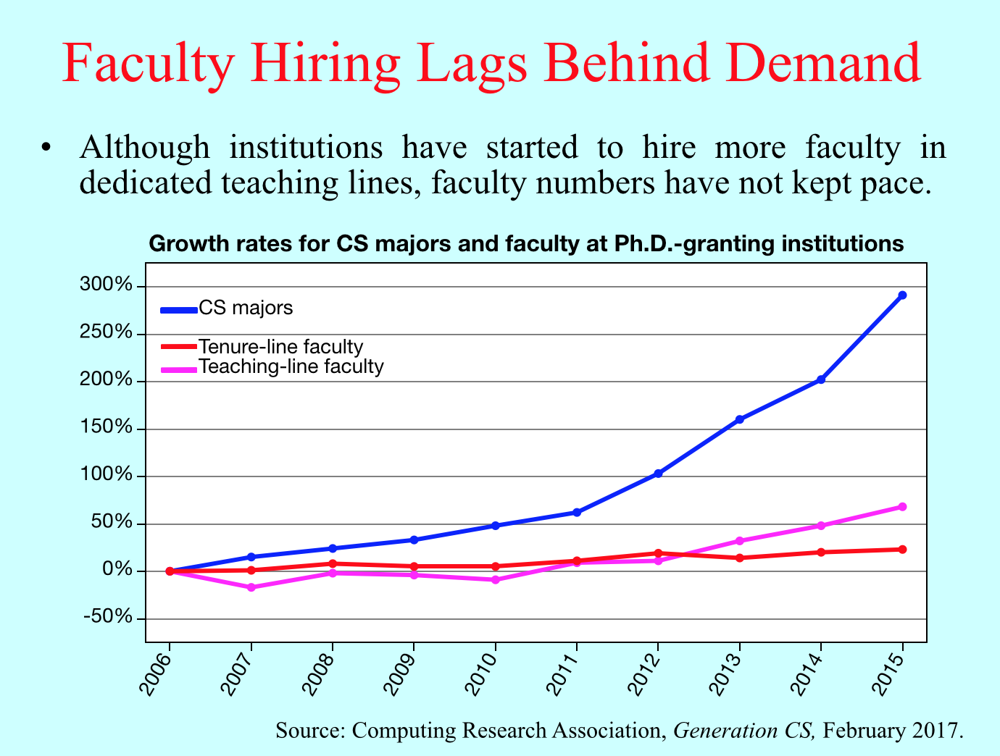 Faculty Hiring Lags Behind Demand
• Although institutions have started to hire more faculty in
dedicated teaching lines, faculty numbers have not kept pace.
Growth rates for CS majors and faculty at Ph.D.-granting institutions
300%
250%
200%
150%
100%
50%
0%
-50%
CS majors
Tenure-line faculty
Teaching-line faculty
2006
2007
2008
2009
2010
2011
2012
2013
2014
2015
Source: Computing Research Association, Generation CS, February 2017.